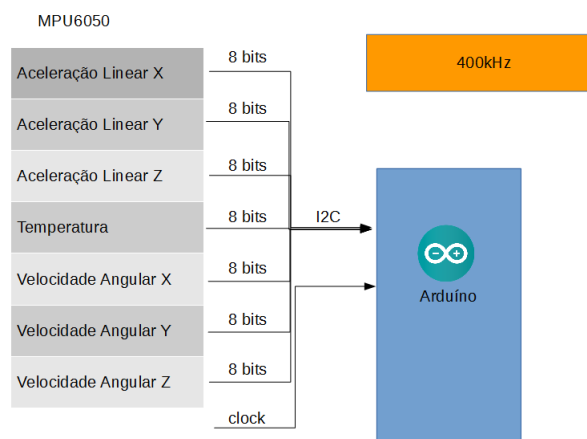 MPU6050
Aceleração Linear X
8 bits
400kHz
Aceleração Linear Y
8 bits
Aceleração Linear Z
8 bits
Temperatura
8 bits
I2C
Velocidade Angular X
8 bits
Arduíno
Velocidade Angular Y
8 bits
Velocidade Angular Z
8 bits
clock